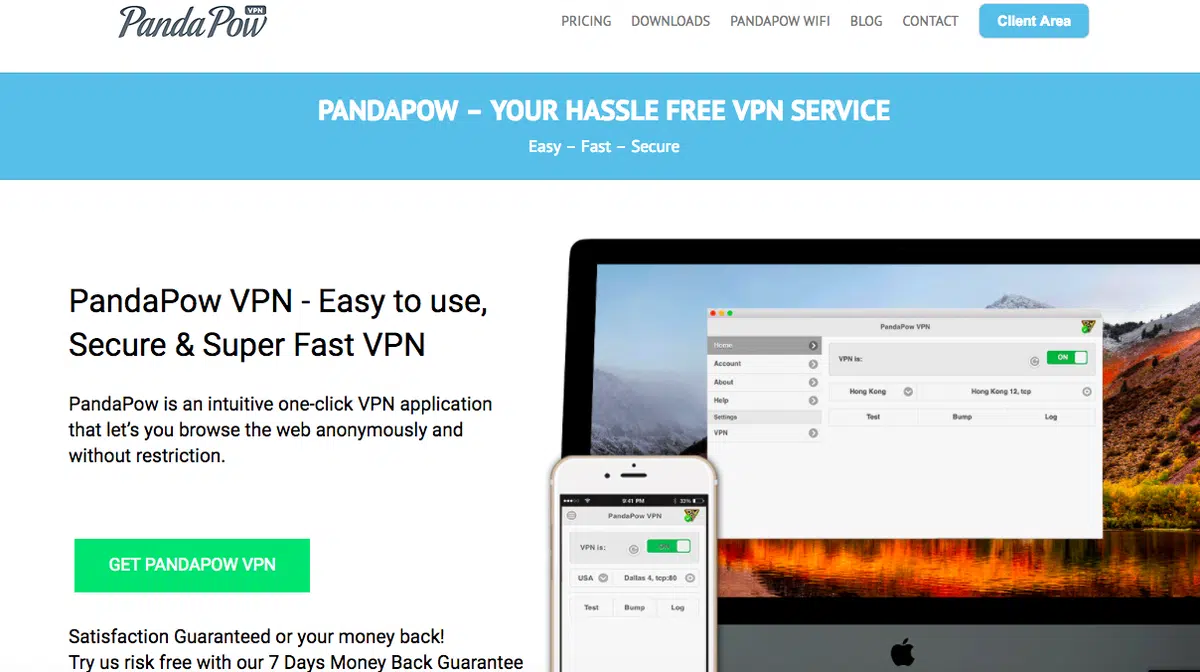 PandaPow VPN
PRICING
DOWNLOADS
PANDAPOW WIFI
BLOG
CONTACT
Client Area
PANDAPOW – YOUR HASSLE FREE VPN SERVICE
Easy – Fast – Secure
PandaPow VPN - Easy to use,
Secure & Super Fast VPN
PandaPow is an intuitive one-click VPN application
that let's you browse the web anonymously and
without restriction.
GET PANDAPOW VPN
Satisfaction Guaranteed or your money back!
Try us risk free with our 7 Days Money Back Guarantee
PandaPow VPN
Home
Account
About
Help
Settings
VPN
VPN is:
ON
Hong Kong
Hong Kong 12, tcp
Test
Bump
Log
9:41 PM
33%
PandaPow VPN
VPN is:
ON
USA
Dallas 4, tcp:80
Test
Bump
Log